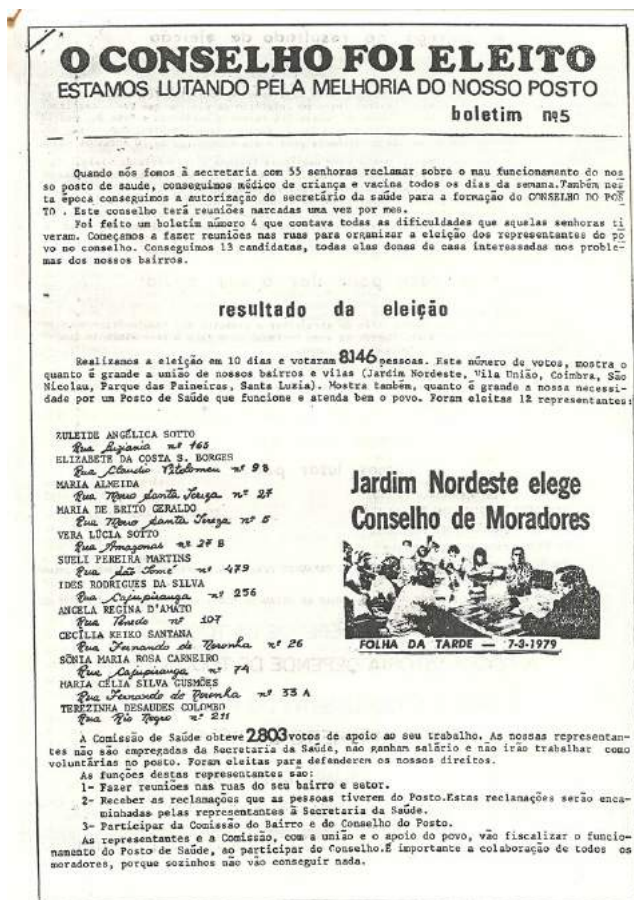 O CONSELHO FOI ELEITO
ESTAMOS LUTANDO PELA MELHORIA DO NOSSO POSTO
boletim nº5
Quando nós fomos à secretaria com 55 senhoras reclamar sobre o mau funcionamento do nos
so posto de saude, conseguimos médico de criança e vacina todos os dias da semana.Também nes
ta época conseguimos a autorização do secretário da saúde para a formação do CONSELHO DO POS
TO . Este conselho terá reuniões marcadas uma vez por mes.
Foi feito um boletim número 4 que contava todas as dificuldades que aquelas senhoras ti
veram. Começamos a fazer reuniões nas ruas para organizar a eleição dos representantes do po
vo no conselho. Conseguimos 13 candidatas, todas elas donas de casa interessadas nos proble-
mas dos nossos bairros.
resultado da eleição
Realizamos a eleição em 10 dias e votaram 8146 pessoas. Este número de votos, mostra o
quanto é grande a união de nossos bairros e vilas (Jardim Nordeste, Vila União, Coimbra, São
Nicolau, Parque das Paineiras, Santa Luzia). Mostra também, quanto é grande a nossa necessi-
dade por um Posto de Saúde que funcione e atenda bem o povo. Foram eleitas 12 representantes:
ZULEIDE ANGÉLICA SOTTO
Rua nº 165
ELIZABETE DA COSTA S. BORGES
Rua Claudio nº 98
MARIA ALMEIDA
Rua Morro Santa Tereza nº 27
MARIA DE BRITO GERALDO
Rua Morro Santa Tereza nº 5
VERA LÚCIA SOTTO
Rua Amazonas nº 27 B
SUELI PEREIRA MARTINS
Rua São Tomé nº 479
IDES RODRIGUES DA SILVA
Rua Cajupiranga nº 256
ANGELA REGINA D'AMATO
Rua Penedo nº 107
CECÍLIA KEIKO SANTANA
Rua Fernando de Noronha nº 26
SÔNIA MARIA ROSA CARNEIRO
Rua Cajupiranga nº 74
MARIA CÉLIA SILVA GUSMÕES
Rua Fernando de Noronha nº 33 A
TEREZINHA DESAUDES COLOMBO
Rua Rio Negro nº 211
Jardim Nordeste elege
Conselho de Moradores
FOLHA DA TARDE — 7-3-1979
A Comissão de Saúde obteve 2.803 votos de apoio ao seu trabalho. As nossas representan-
tes não são empregadas da Secretaria da Saúde, não ganham salário e não irão trabalhar como
voluntárias no posto. Foram eleitas para defenderem os nossos direitos.
As funções destas representantes são:
1- Fazer reuniões nas ruas do seu bairro e setor.
2- Receber as reclamações que as pessoas tiverem do Posto.Estas reclamações serão enca-
minhadas pelas representantes à Secretaria da Saúde.
3- Participar da Comissão do Bairro e do Conselho do Posto.
As representantes e a Comissão, com a união e o apoio do povo, vão fiscalizar o funcio-
namento do Posto de Saúde, ao participar do Conselho.É importante a colaboração de todos os
moradores, porque sozinhos não vão conseguir nada.